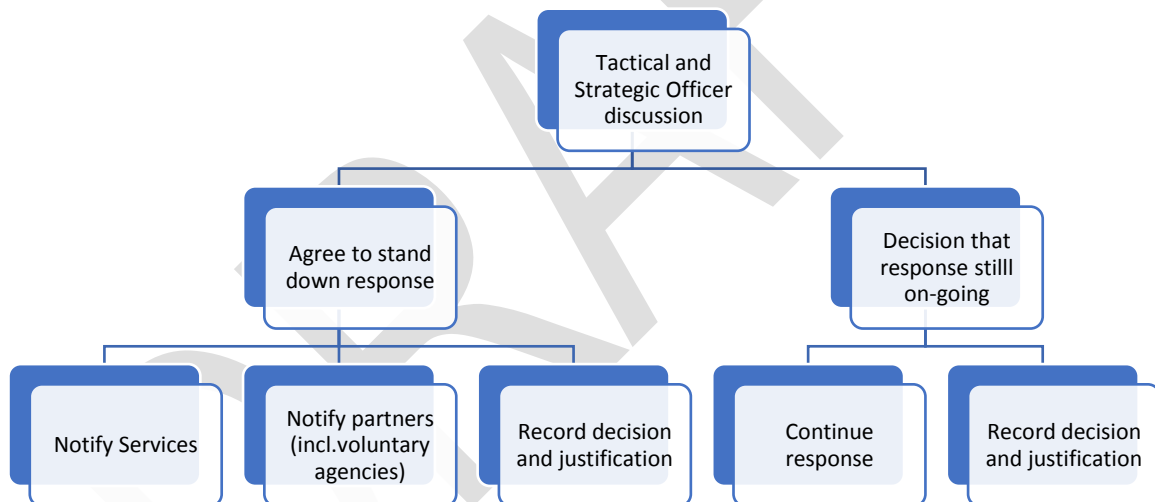 Tactical and
Strategic Officer
discussion
Agree to stand
down response
Decision that
response stilll
on-going
Notify Services
Notify partners
(incl.voluntary
agencies)
Record decision
and justification
Continue
response
Record decision
and justification